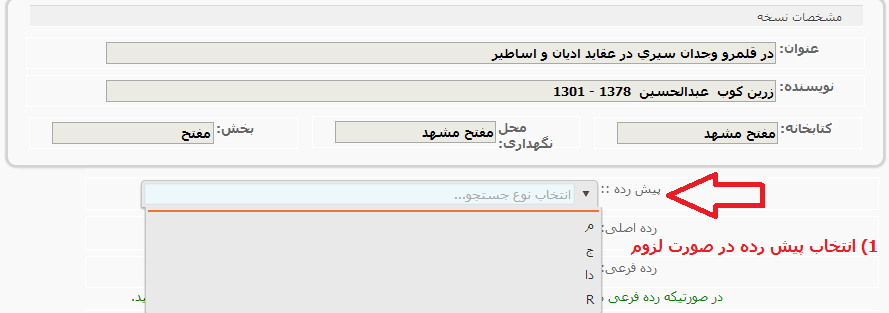 مشخصات نسخه
عنوان: در قلمرو وجدان سیری در عقاید ادیان و اساطیر
نویسنده: زرین کوب عبدالحسین 1378 - 1301
کتابخانه: مفتح مشهد محل نگهداری: مفتح مشهد بخش: مفتح
پیش رده :: انتخاب نوع جستجو...
م
ج
دا
R
رده اصلی:
1) انتخاب پیش رده در صورت لزوم
رده فرعی:
در صورتیکه رده فرعی